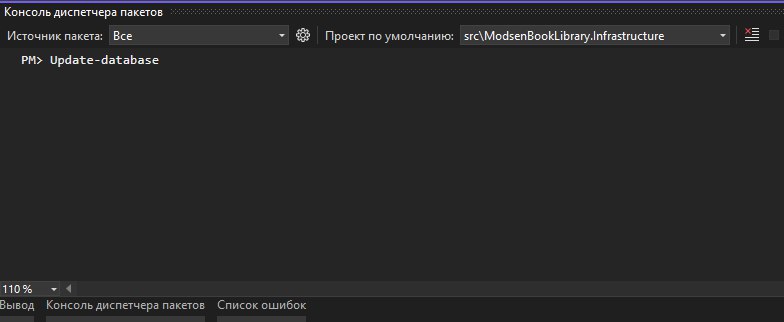 Консоль диспетчера пакетов
Источник пакета: Все Проект по умолчанию: src\ModsenBookLibrary.Infrastructure
PM> Update-database
110 %
Вывод Консоль диспетчера пакетов Список ошибок